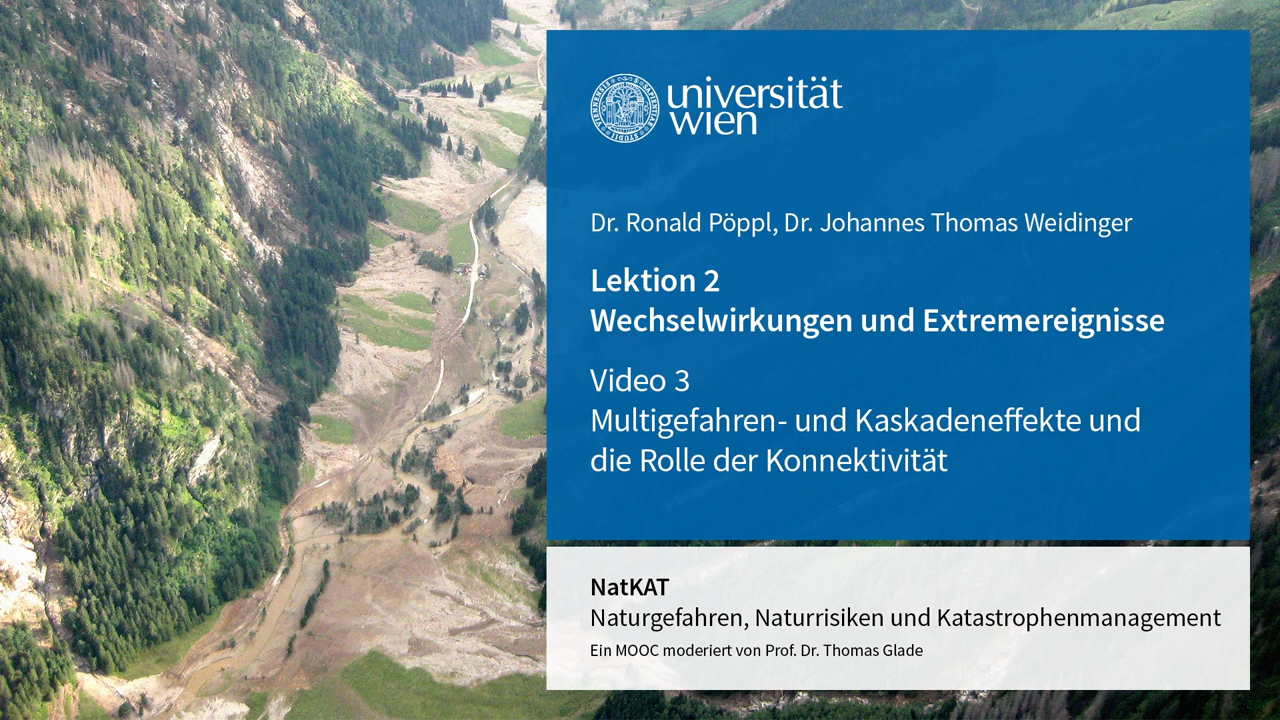 universität
wien
Dr. Ronald Pöppl, Dr. Johannes Thomas Weidinger
Lektion 2
Wechselwirkungen und Extremereignisse
Video 3
Multigefahren- und Kaskadeneffekte und
die Rolle der Konnektivität
NatKAT
Naturgefahren, Naturrisiken und Katastrophenmanagement
Ein MOOC moderiert von Prof. Dr. Thomas Glade